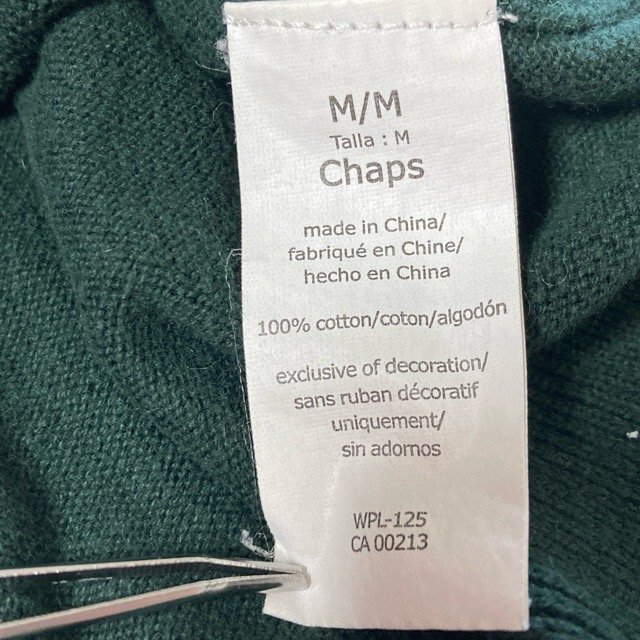 M/M
Talla : M
Chaps
made in China/
fabriqué en Chine/
hecho en China
100% cotton/coton/algodón
exclusive of decoration/
sans ruban décoratif
uniquement/
sin adornos
WPL-125
CA 00213